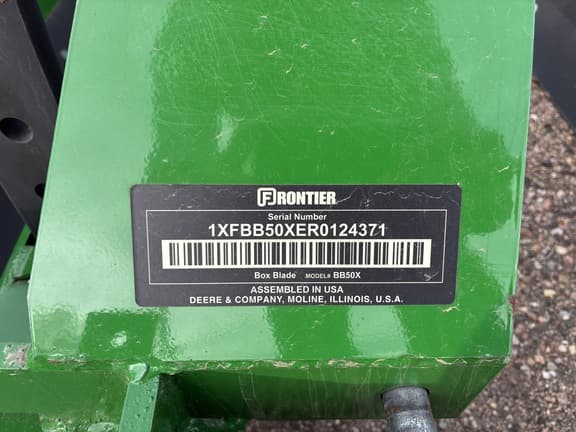 FRONTIER
Serial Number
1XFBB50XER0124371
Box Blade MODEL# BB50X
ASSEMBLED IN USA
DEERE & COMPANY, MOLINE, ILLINOIS, U.S.A.